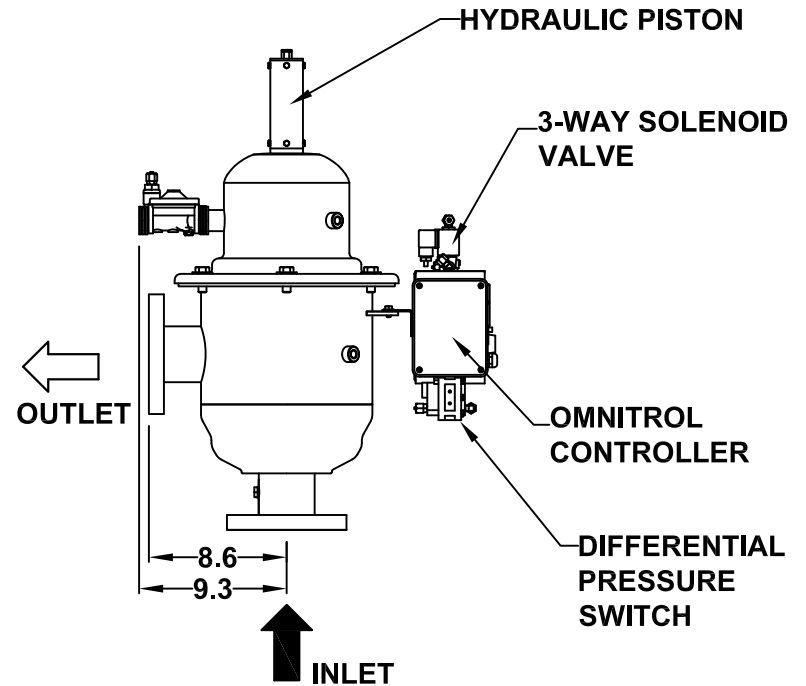 HYDRAULIC PISTON
3-WAY SOLENOID
VALVE
OUTLET
OMNITROL
CONTROLLER
8.6
9.3
DIFFERENTIAL
PRESSURE
SWITCH
INLET